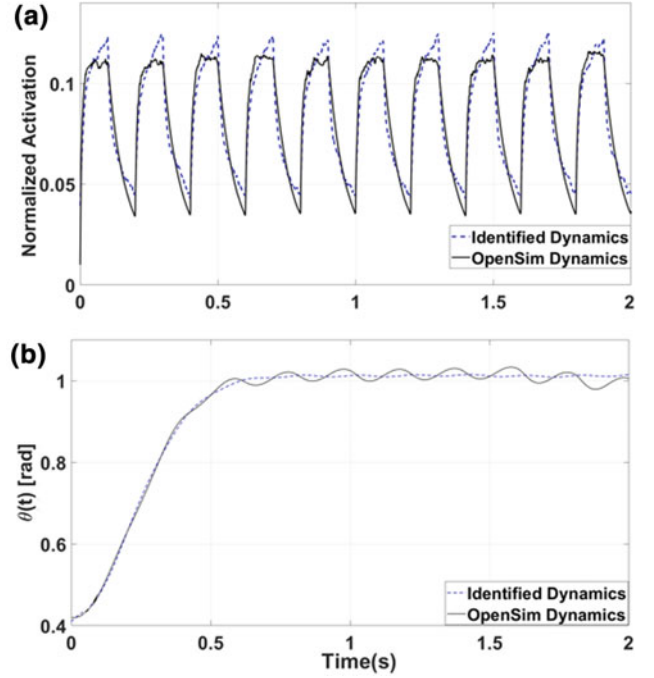 (a)
Normalized Activation
0.1
0.05
0
Identified Dynamics
OpenSim Dynamics
0 0.5 1 1.5 2
(b)
θ(t) [rad]
1
0.8
0.6
0.4
Identified Dynamics
OpenSim Dynamics
0 0.5 1 1.5 2
Time(s)